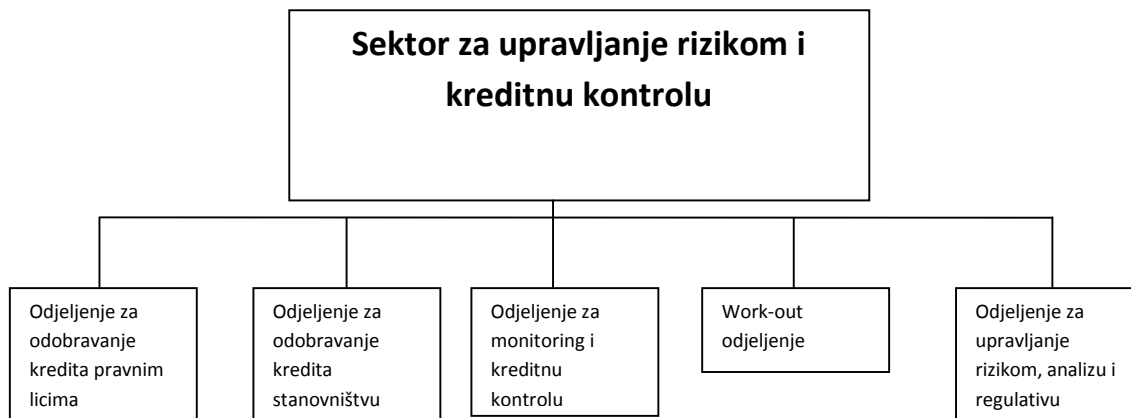 Sektor za upravljanje rizikom i
kreditnu kontrolu
Odjeljenje za
odobravanje
kredita pravnim
licima
Odjeljenje za
odobravanje
kredita
stanovništvu
Odjeljenje za
monitoring i
kreditnu
kontrolu
Work-out
odjeljenje
Odjeljenje za
upravljanje
rizikom, analizu i
regulativu